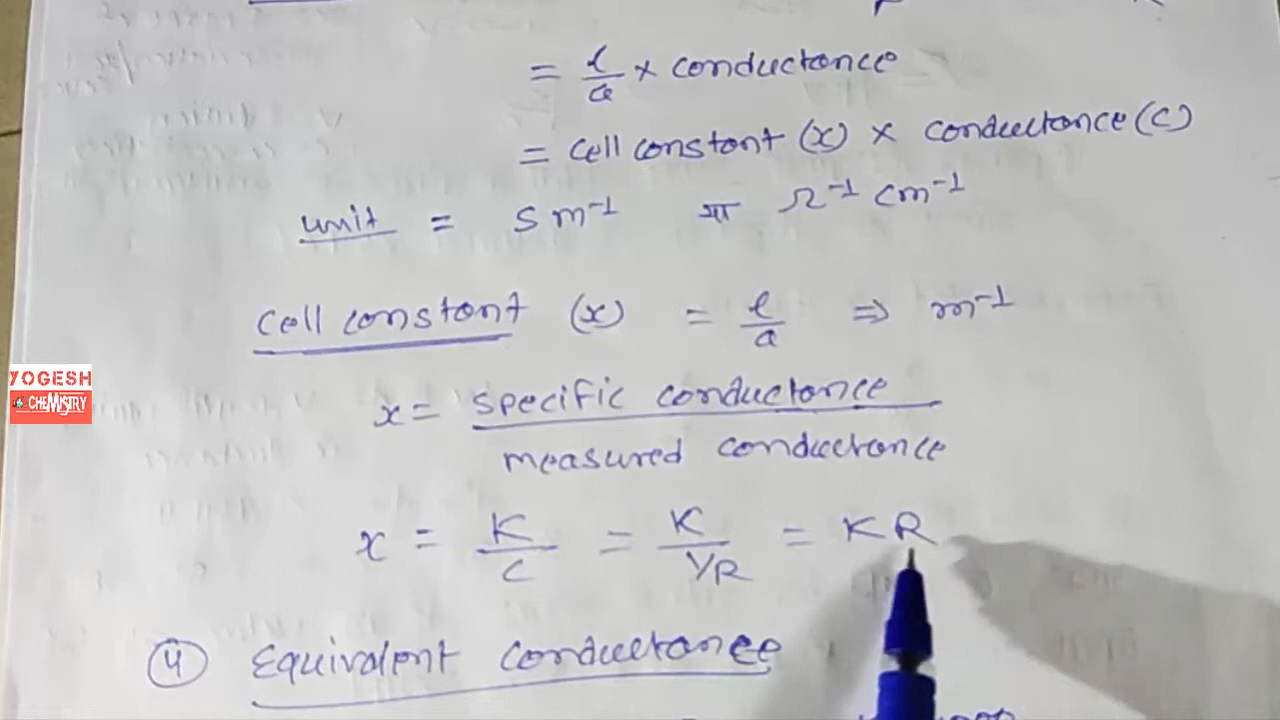 = l/a × conductance
= cell constant (x) × conductance (C)
unit = S m⁻¹ या Ω⁻¹ cm⁻¹
cell constant (x) = l/a ⇒ m⁻¹
x = specific conductance
measured conductance
x = K/C = K/1/R = KR
YOGESH
CHEMISTRY
(4) Equivalent conductance